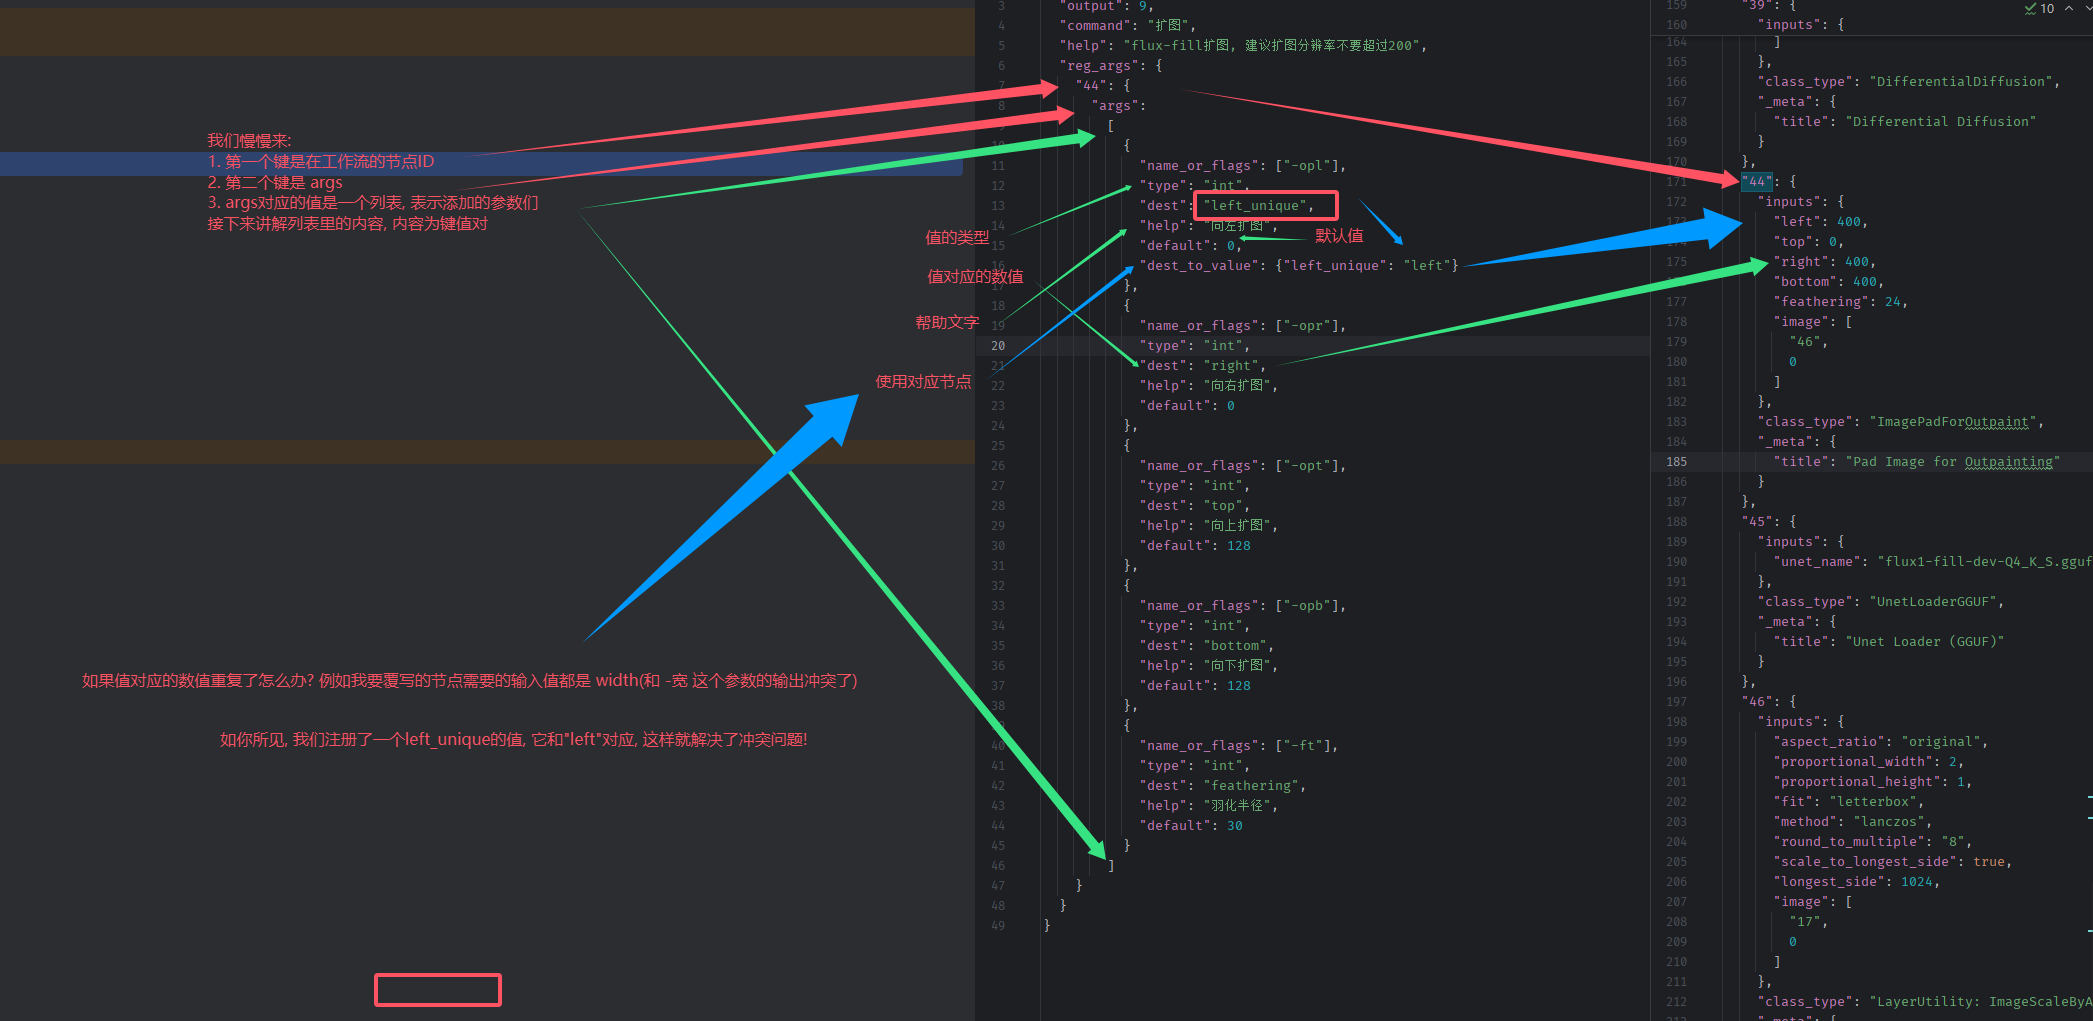 我们慢慢来:
1. 第一个键是在工作流的节点ID
2. 第二个键是 args
3. args对应的值是一个列表, 表示添加的参数们
接下来讲解列表里的内容, 内容为键值对
值的类型
值对应的数值
帮助文字
使用对应节点
默认值
如果值对应的数值重复了怎么办? 例如我要覆写的节点需要的输入值都是 width(和 -宽 这个参数的输出冲突了)
如你所见, 我们注册了一个left_unique的值, 它和"left"对应, 这样就解决了冲突问题!
3 "output": 9,
4 "command": "扩图",
5 "help": "flux-fill扩图, 建议扩图分辨率不要超过200",
6 "reg_args": {
7 "44": {
8 "args":
[
10 {
11 "name_or_flags": ["-opl"],
12 "type": "int",
13 "dest": "left_unique",
14 "help": "向左扩图",
15 "default": 0,
16 "dest_to_value": {"left_unique": "left"}
17 },
18 {
19 "name_or_flags": ["-opr"],
20 "type": "int",
21 "dest": "right",
22 "help": "向右扩图",
23 "default": 0
24 },
25 {
26 "name_or_flags": ["-opt"],
27 "type": "int",
28 "dest": "top",
29 "help": "向上扩图",
30 "default": 128
31 },
32 {
33 "name_or_flags": ["-opb"],
34 "type": "int",
35 "dest": "bottom",
36 "help": "向下扩图",
37 "default": 128
38 },
{
40 "name_or_flags": ["-ft"],
41 "type": "int",
42 "dest": "feathering",
43 "help": "羽化半径",
44 "default": 30
45 }
46 ]
47 }
48 }
49 }
10
159 "39": {
160 "inputs": {
164 ]
165 },
166 "class_type": "DifferentialDiffusion",
167 "_meta": {
168 "title": "Differential Diffusion"
169 }
170 },
171 "44": {
172 "inputs": {
173 "left": 400,
"top": 0,
175 "right": 400,
"bottom": 400,
177 "feathering": 24,
178 "image": [
179 "46",
180 0
181 ]
182 },
183 "class_type": "ImagePadForOutpaint",
184 "_meta": {
185 "title": "Pad Image for Outpainting"
186 }
187 },
188 "45": {
189 "inputs": {
190 "unet_name": "flux1-fill-dev-Q4_K_S.gguf
191 },
192 "class_type": "UnetLoaderGGUF",
193 "_meta": {
194 "title": "Unet Loader (GGUF)"
195 }
196 },
197 "46": {
198 "inputs": {
199 "aspect_ratio": "original",
200 "proportional_width": 2,
201 "proportional_height": 1,
202 "fit": "letterbox",
203 "method": "lanczos",
204 "round_to_multiple": "8",
205 "scale_to_longest_side": true,
206 "longest_side": 1024,
207 "image": [
208 "17",
209 0
210 ]
211 },
212 "class_type": "LayerUtility: ImageScaleByA